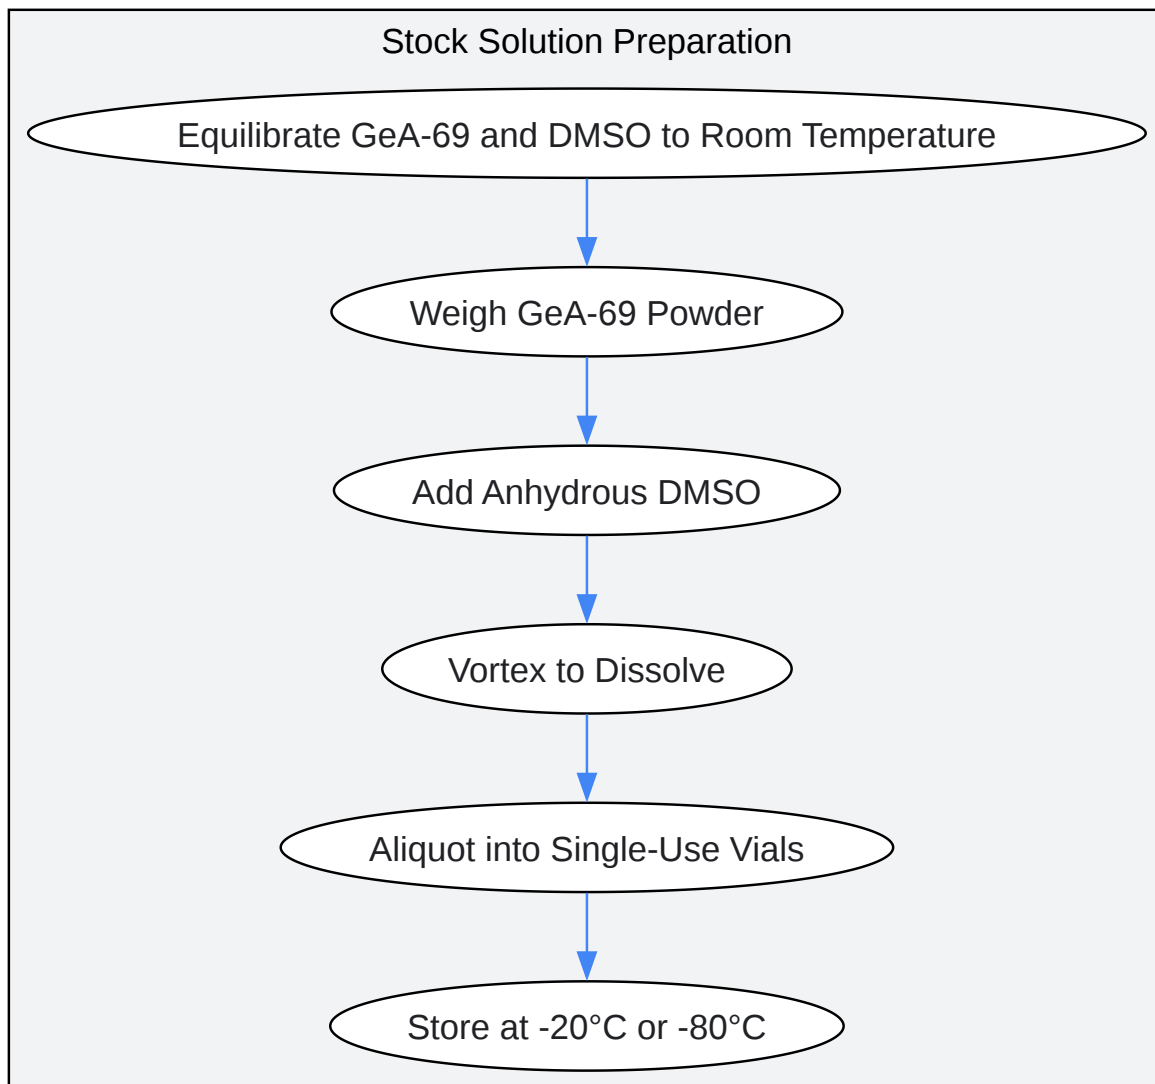 Stock Solution Preparation
Equilibrate GeA-69 and DMSO to Room Temperature
Weigh GeA-69 Powder
Add Anhydrous DMSO
Vortex to Dissolve
Aliquot into Single-Use Vials
Store at -20°C or -80°C